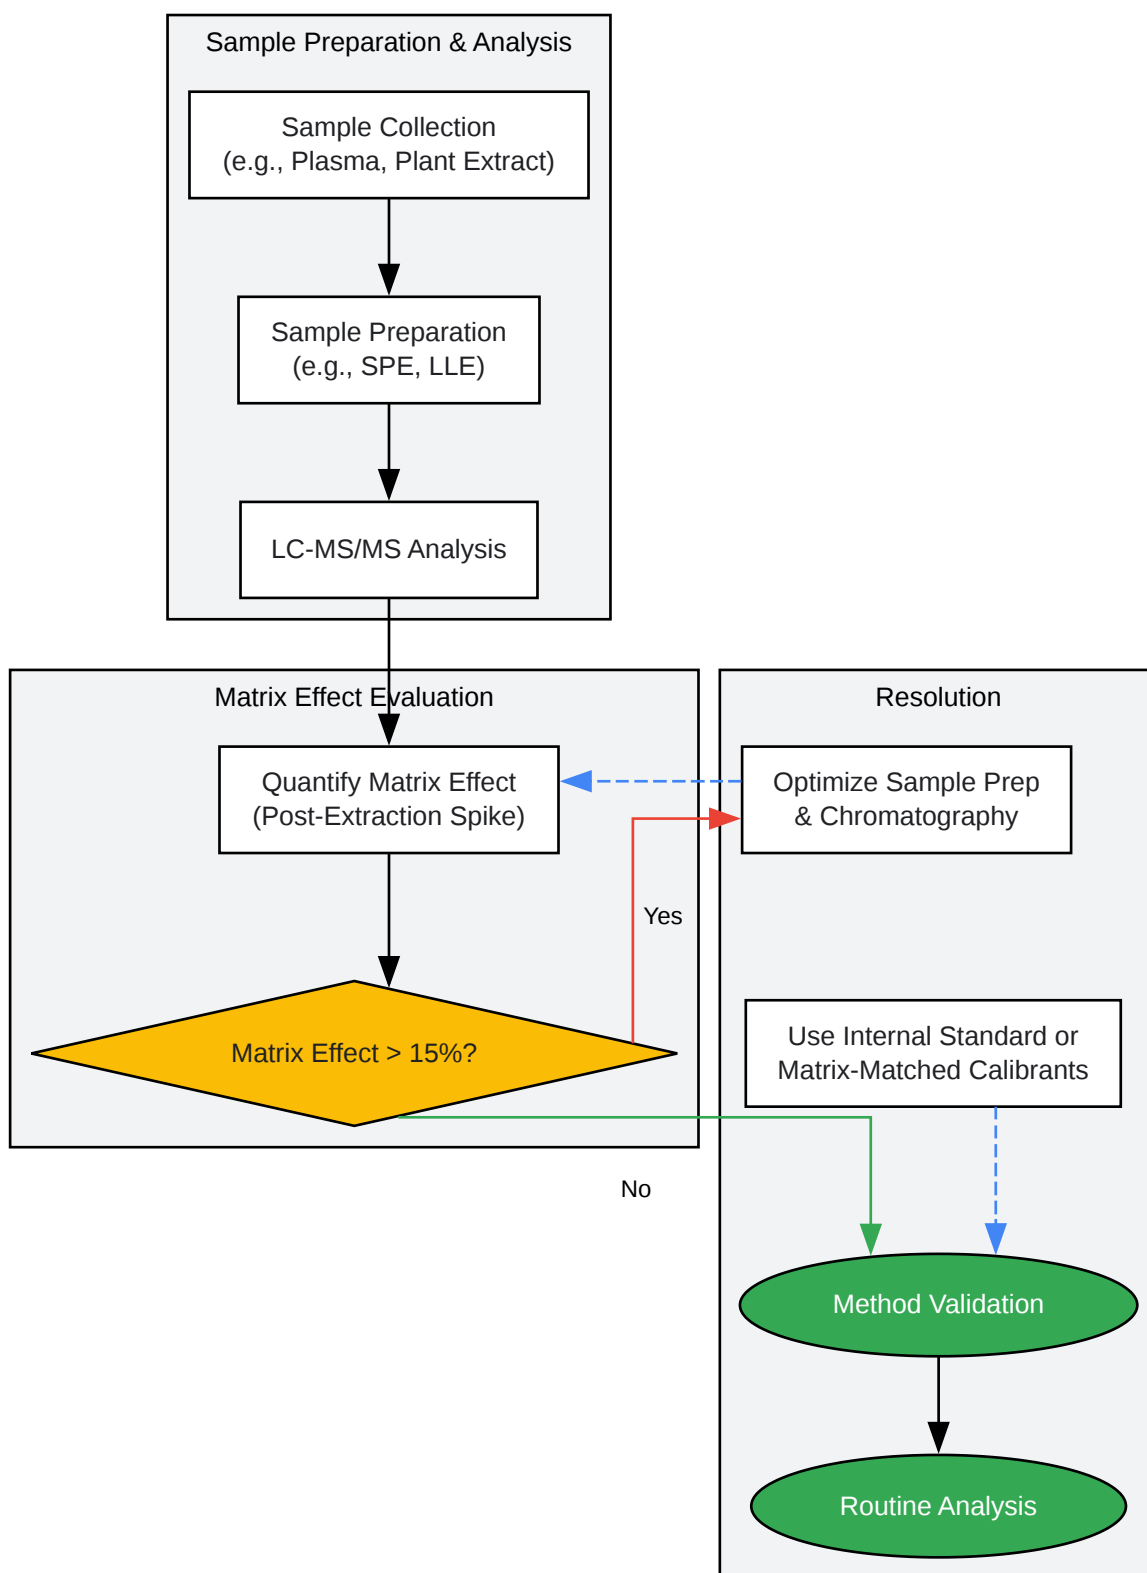 Sample Preparation & Analysis
Sample Collection
(e.g., Plasma, Plant Extract)
Sample Preparation
(e.g., SPE, LLE)
LC-MS/MS Analysis
Matrix Effect Evaluation
Quantify Matrix Effect
(Post-Extraction Spike)
Yes
Matrix Effect > 15%?
No
Resolution
Optimize Sample Prep
& Chromatography
Use Internal Standard or
Matrix-Matched Calibrants
Method Validation
Routine Analysis